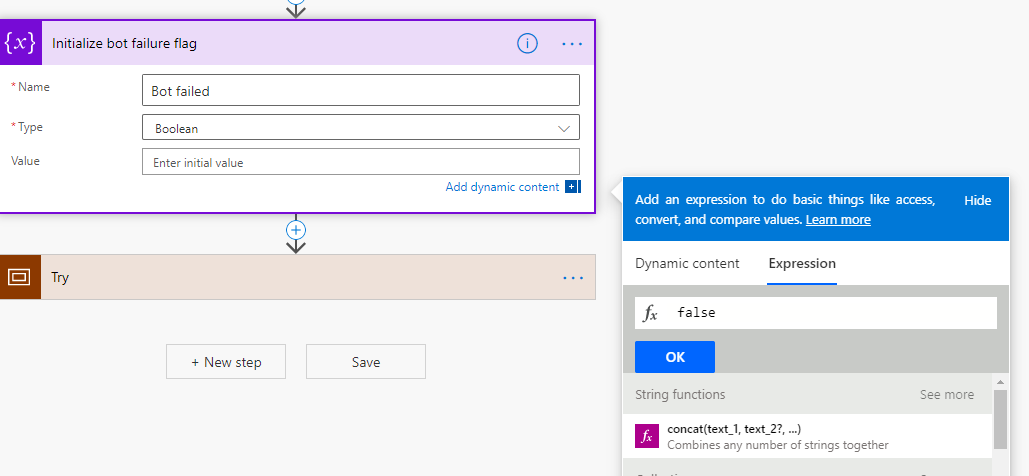 {x} Initialize bot failure flag
* Name Bot failed
* Type Boolean
Value Enter initial value
Add dynamic content
Add an expression to do basic things like access,
convert, and compare values. Learn more
Hide
Dynamic content Expression
Try
fx false
OK
+ New step Save
String functions See more
fx concat(text_1, text_2?, ...)
Combines any number of strings together